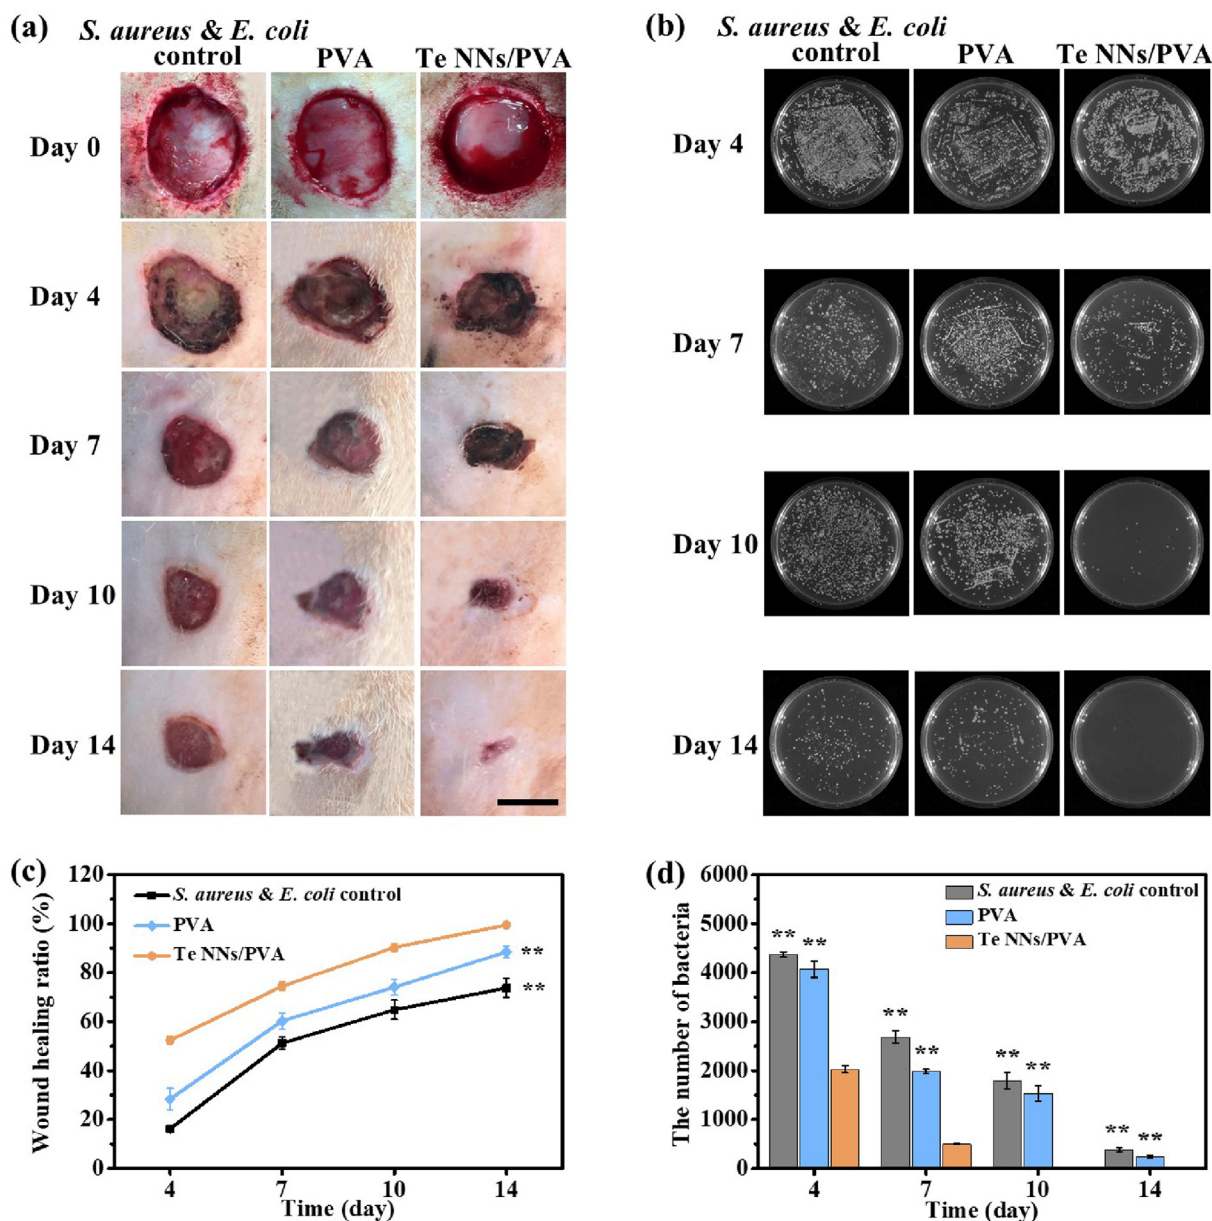 (a) S. aureus & E. coli
control PVA Te NNs/PVA
Day 0
Day 4
Day 7
Day 10
Day 14
(b) S. aureus & E. coli
control PVA Te NNs/PVA
Day 4
Day 7
Day 10
Day 14
(c)
Wound healing ratio (%)
120
100
80
60
40
20
0
S. aureus & E. coli control
PVA
Te NNs/PVA
**
**
4 7 10 14
Time (day)
(d)
The number of bacteria
6000
5000
4000
3000
2000
1000
0
S. aureus & E. coli control
PVA
Te NNs/PVA
** **
** **
** **
** **
4 7 10 14
Time (day)